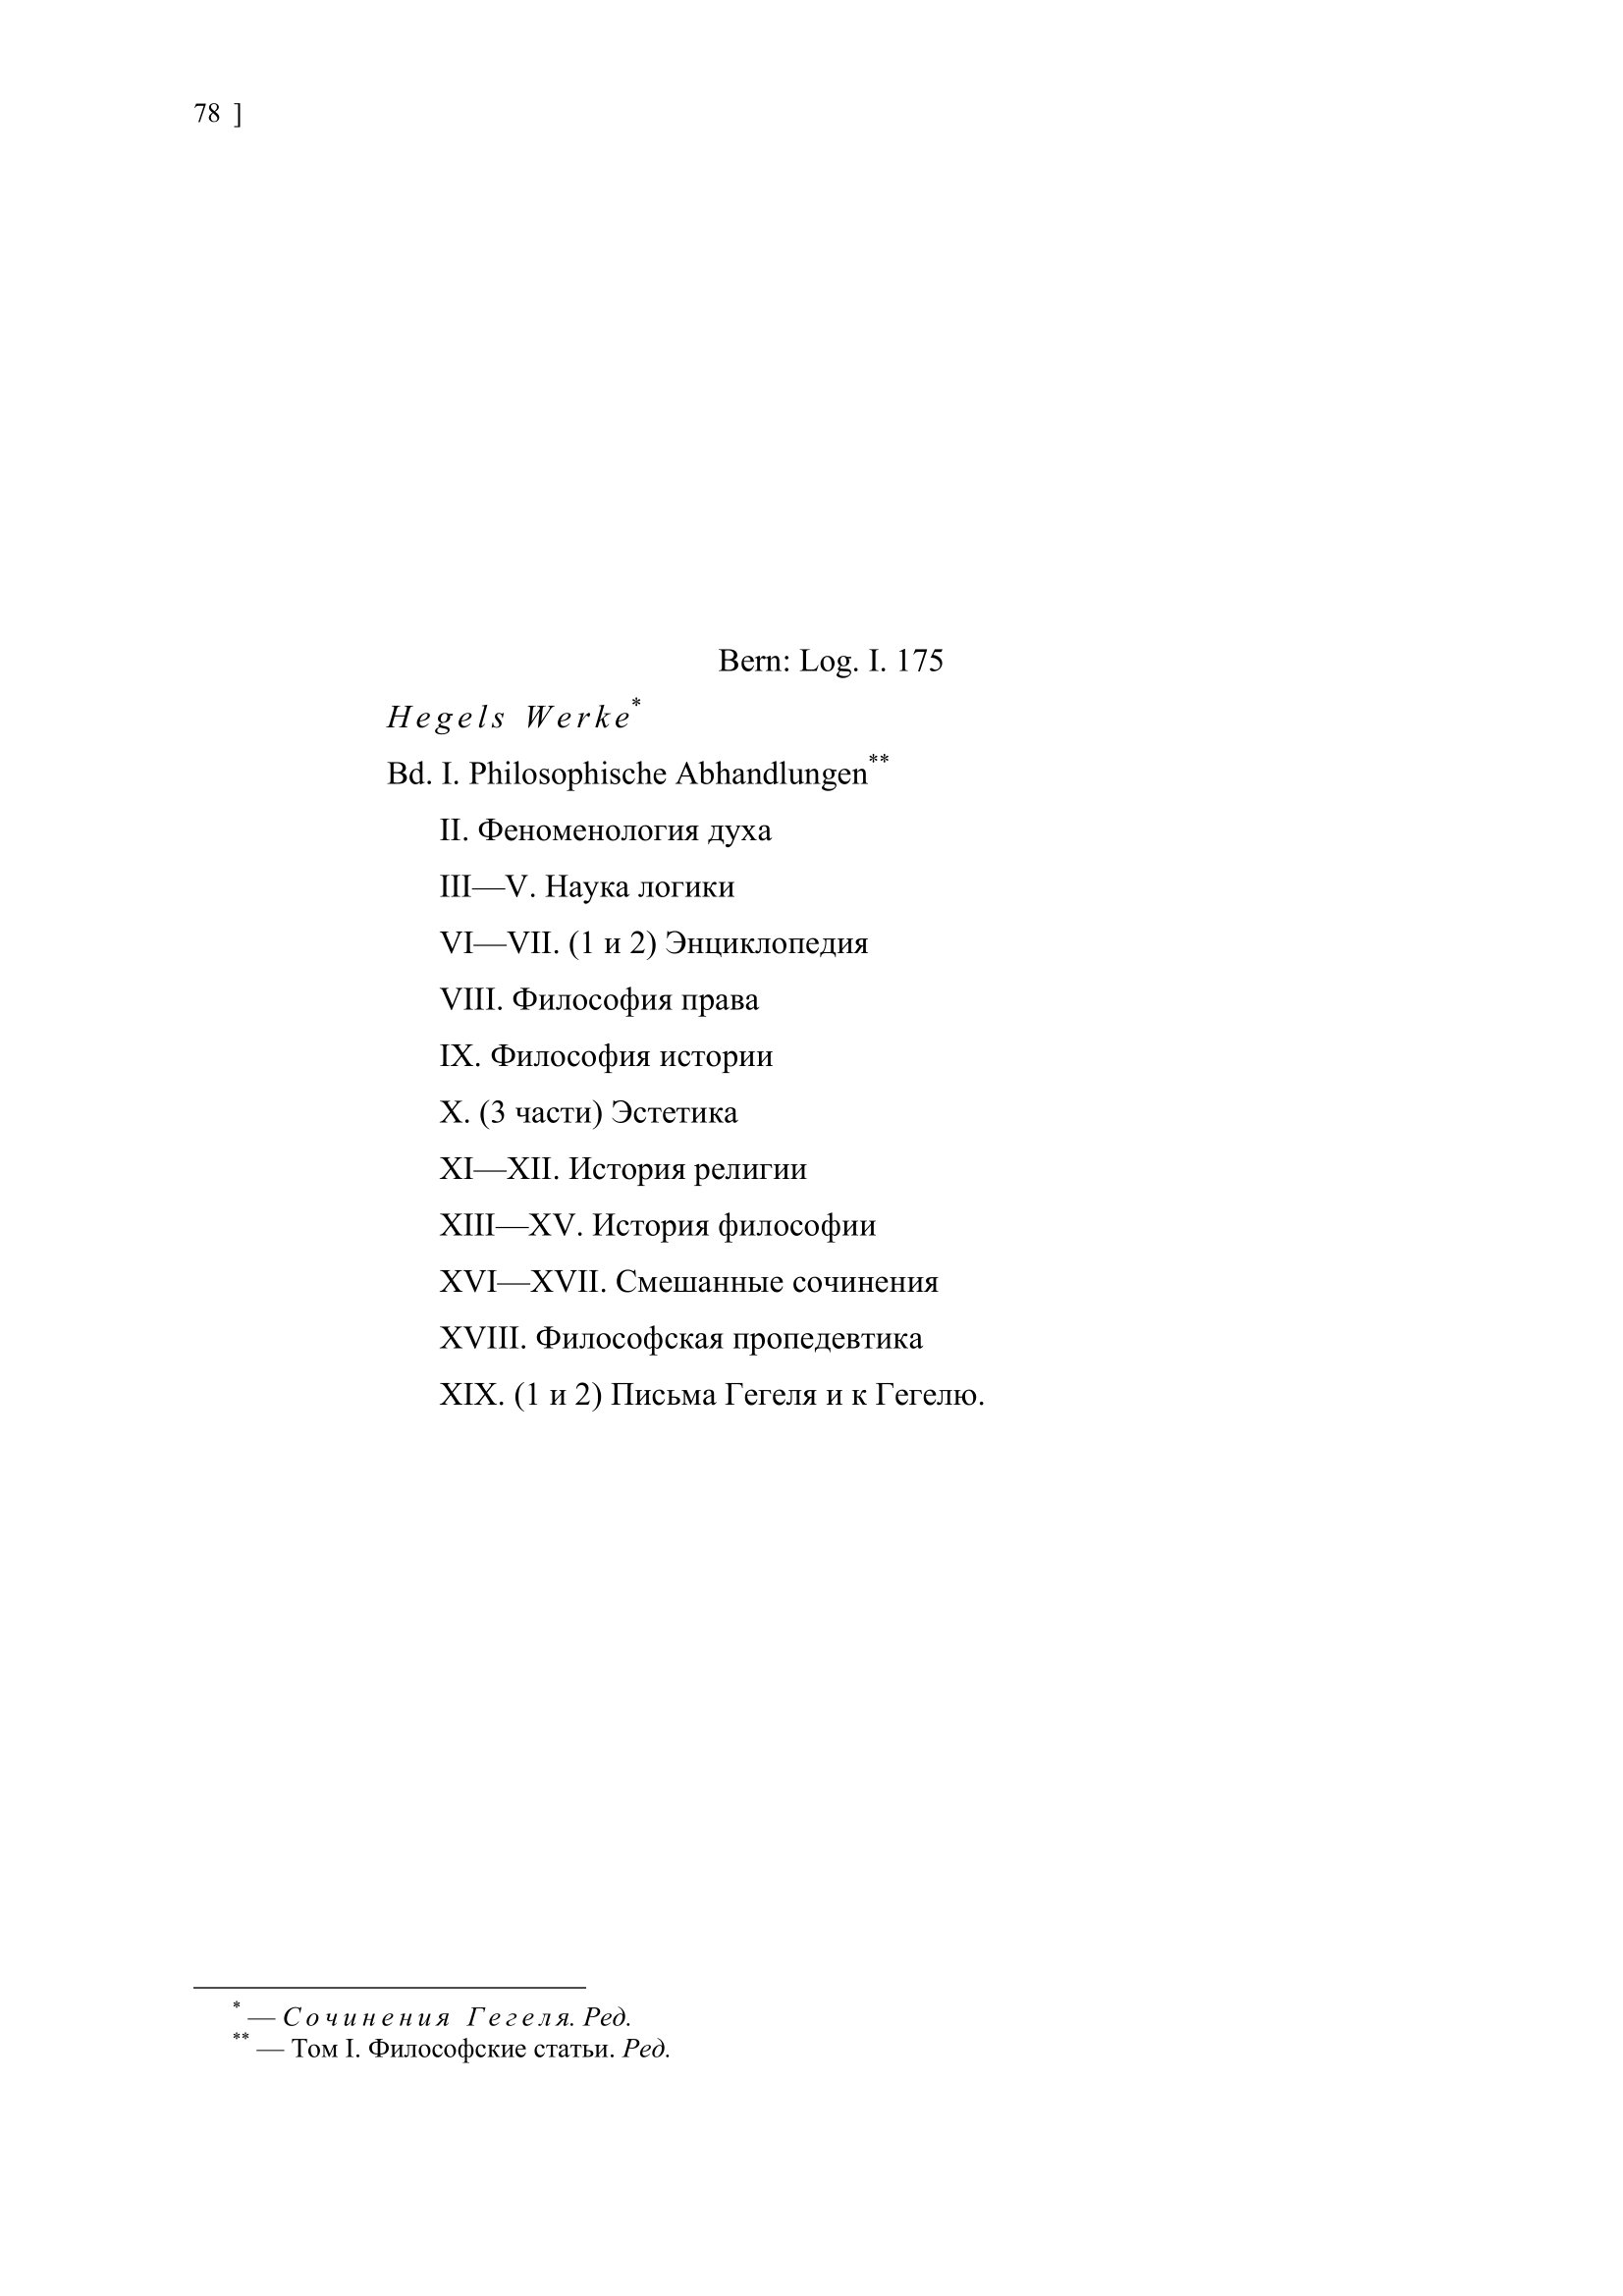 78 ]
Bern: Log. I. 175
Hegels Werke*
Bd. I. Philosophische Abhandlungen**
II. Феноменология духа
III—V. Наука логики
VI—VII. (1 и 2) Энциклопедия
VIII. Философия права
IX. Философия истории
X. (3 части) Эстетика
XI—XII. История религии
XIII—XV. История философии
XVI—XVII. Смешанные сочинения
XVIII. Философская пропедевтика
XIX. (1 и 2) Письма Гегеля и к Гегелю.
* — Сочинения Гегеля. Ред.
** — Том I. Философские статьи. Ред.